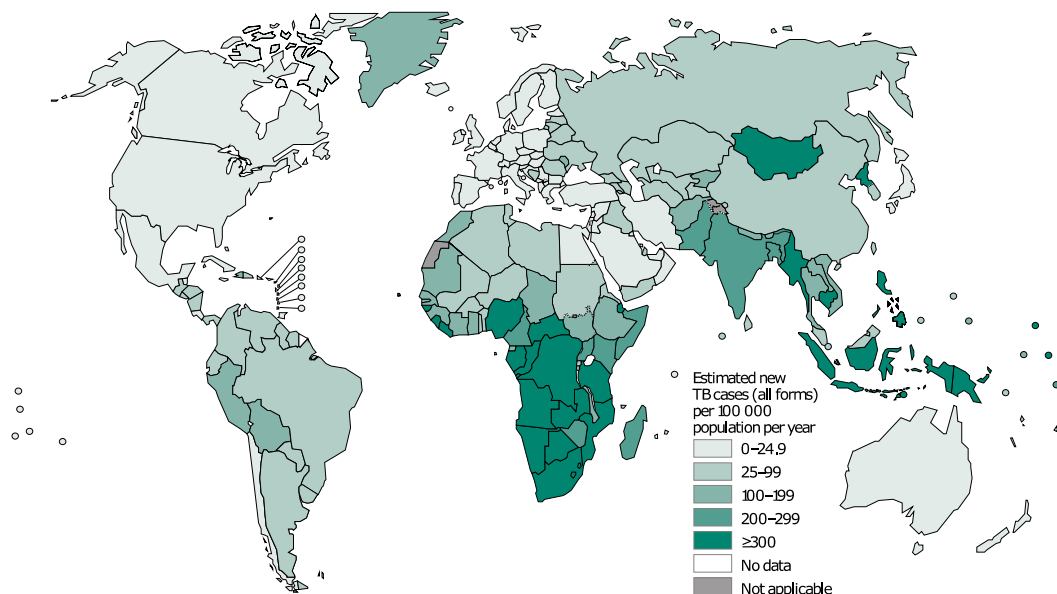 Estimated new
TB cases (all forms)
per 100 000
population per year
0–24.9
25–99
100–199
200–299
≥300
No data
Not applicable